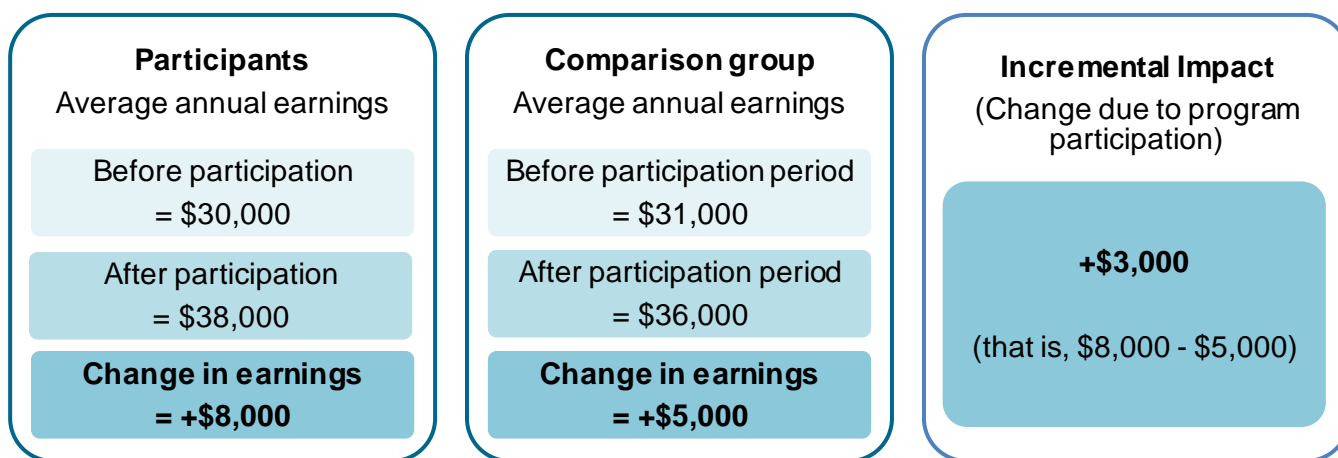 Participants
Average annual earnings
Before participation
= $30,000
After participation
= $38,000
Change in earnings
= +$8,000
Comparison group
Average annual earnings
Before participation period
= $31,000
After participation period
= $36,000
Change in earnings
= +$5,000
Incremental Impact
(Change due to program
participation)
+$3,000
(that is, $8,000 - $5,000)